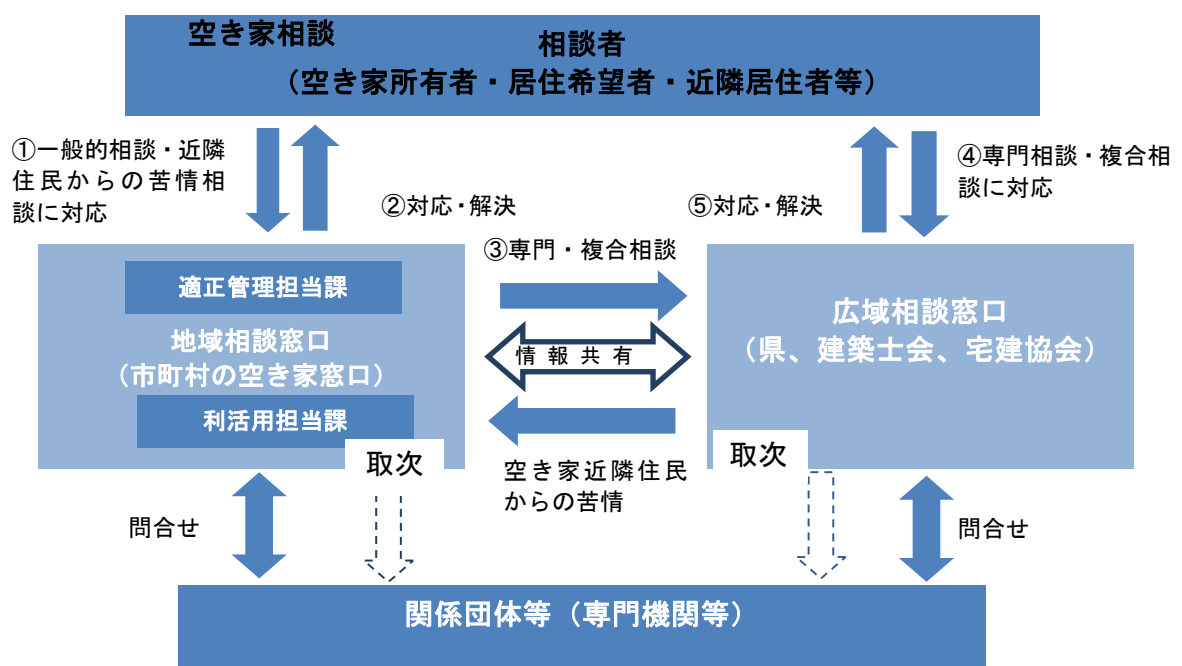 空き家相談
相談者
（空き家所有者・居住希望者・近隣居住者等）
①一般的相談・近隣
住民からの苦情相
談に対応
②対応・解決
⑤対応・解決
④専門相談・複合相
談に対応
③専門・複合相談
適正管理担当課
地域相談窓口
（市町村の空き家窓口）
利活用担当課
情報共有
広域相談窓口
（県、建築士会、宅建協会）
取次
空き家近隣住民
からの苦情
取次
問合せ
問合せ
関係団体等（専門機関等）